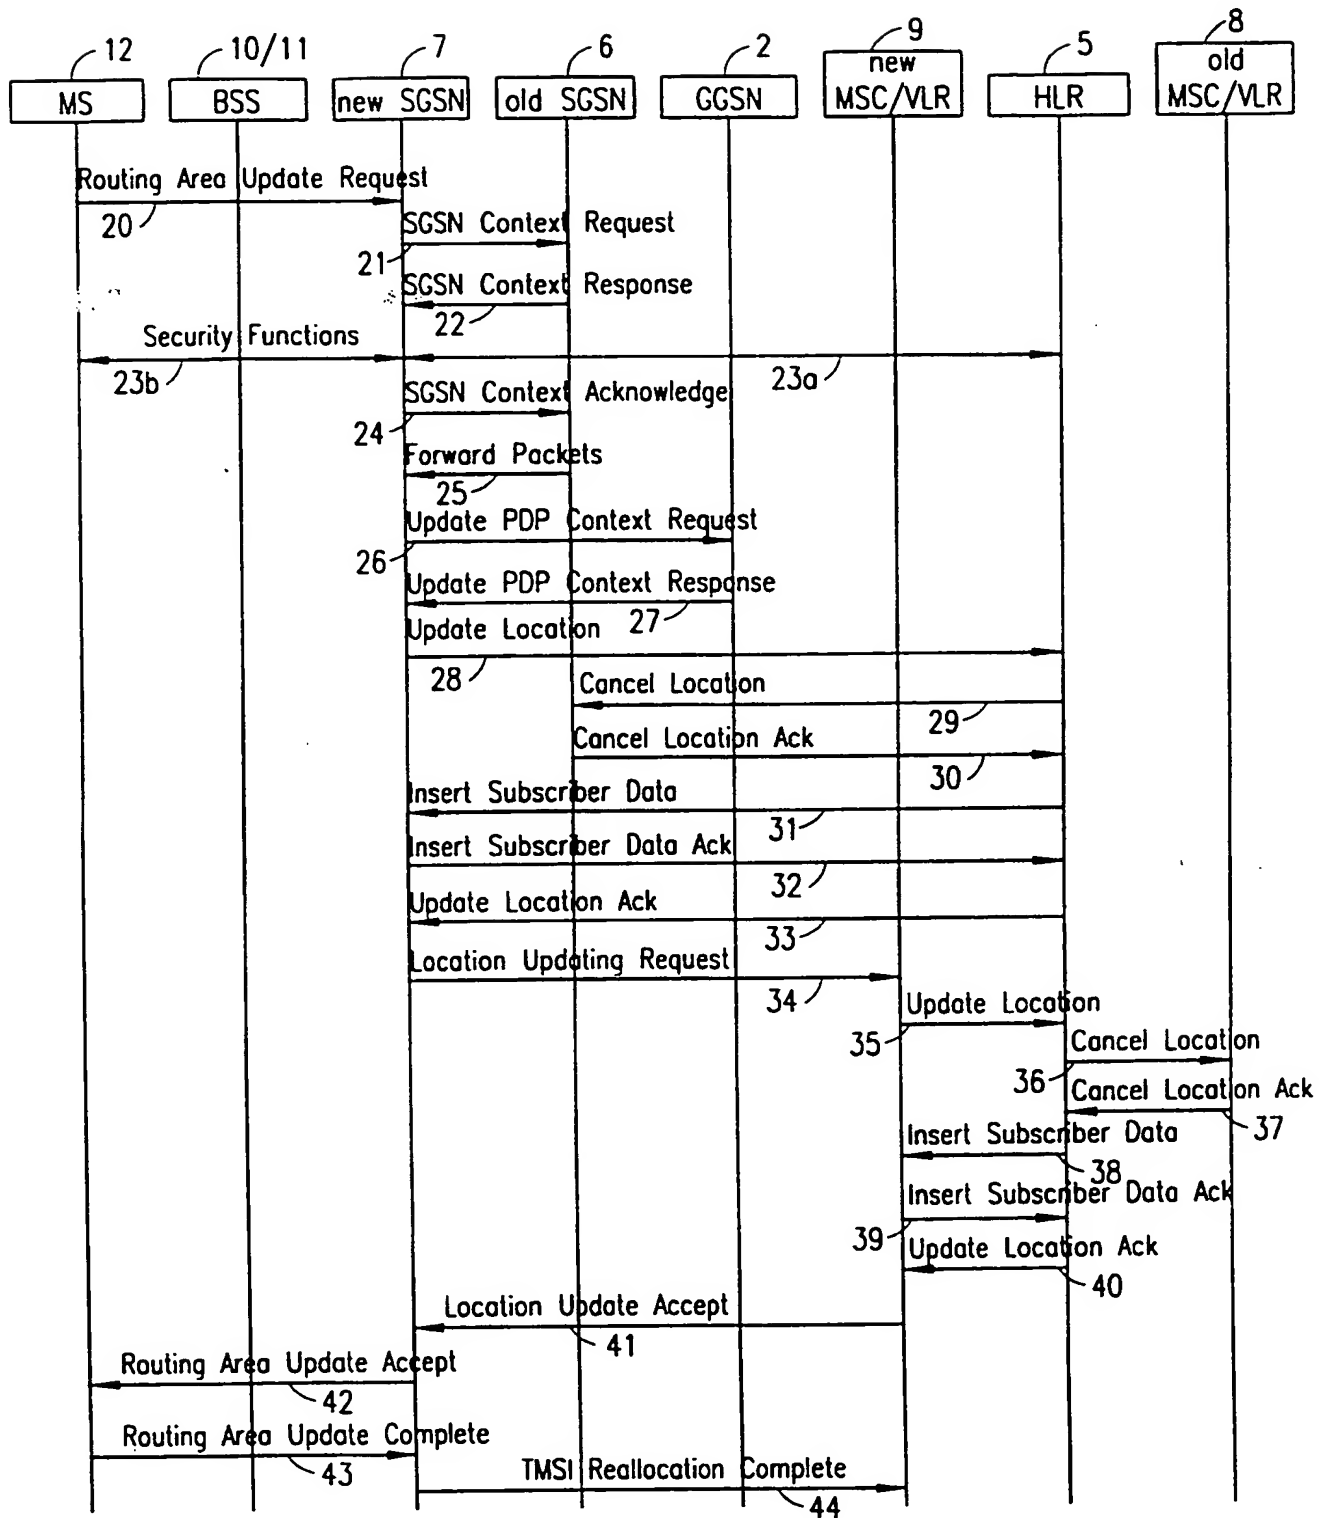 12
10/11
7
6
2
9
5
8
MS
BSS
new SGSN
old SGSN
GGSN
new
MSC/VLR
HLR
old
MSC/VLR
Routing Area Update Request
20
SGSN Context Request
21
SGSN Context Response
22
Security Functions
23b
23a
SGSN Context Acknowledge
24
Forward Packets
25
Update PDP Context Request
26
Update PDP Context Response
27
Update Location
28
Cancel Location
29
Cancel Location Ack
30
Insert Subscriber Data
31
Insert Subscriber Data Ack
32
Update Location Ack
33
Location Updating Request
34
Update Location
35
Cancel Location
36
Cancel Location Ack
37
Insert Subscriber Data
38
Insert Subscriber Data Ack
39
Update Location Ack
40
Location Update Accept
41
Routing Area Update Accept
42
Routing Area Update Complete
43
TMSI Reallocation Complete
44